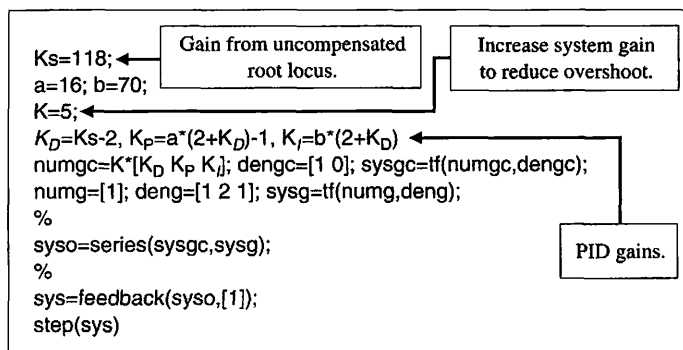 Ks=118;
Gain from uncompensated
root locus.
Increase system gain
to reduce overshoot.
a=16; b=70;
K=5;
K_D=Ks-2, K_P=a*(2+K_D)-1, K_I=b*(2+K_D)
numgc=K*[K_D K_P K_I]; dengc=[1 0]; sysgc=tf(numgc,dengc);
numg=[1]; deng=[1 2 1]; sysg=tf(numg,deng);
%
syso=series(sysgc,sysg);
PID gains.
%
sys=feedback(syso,[1]);
step(sys)